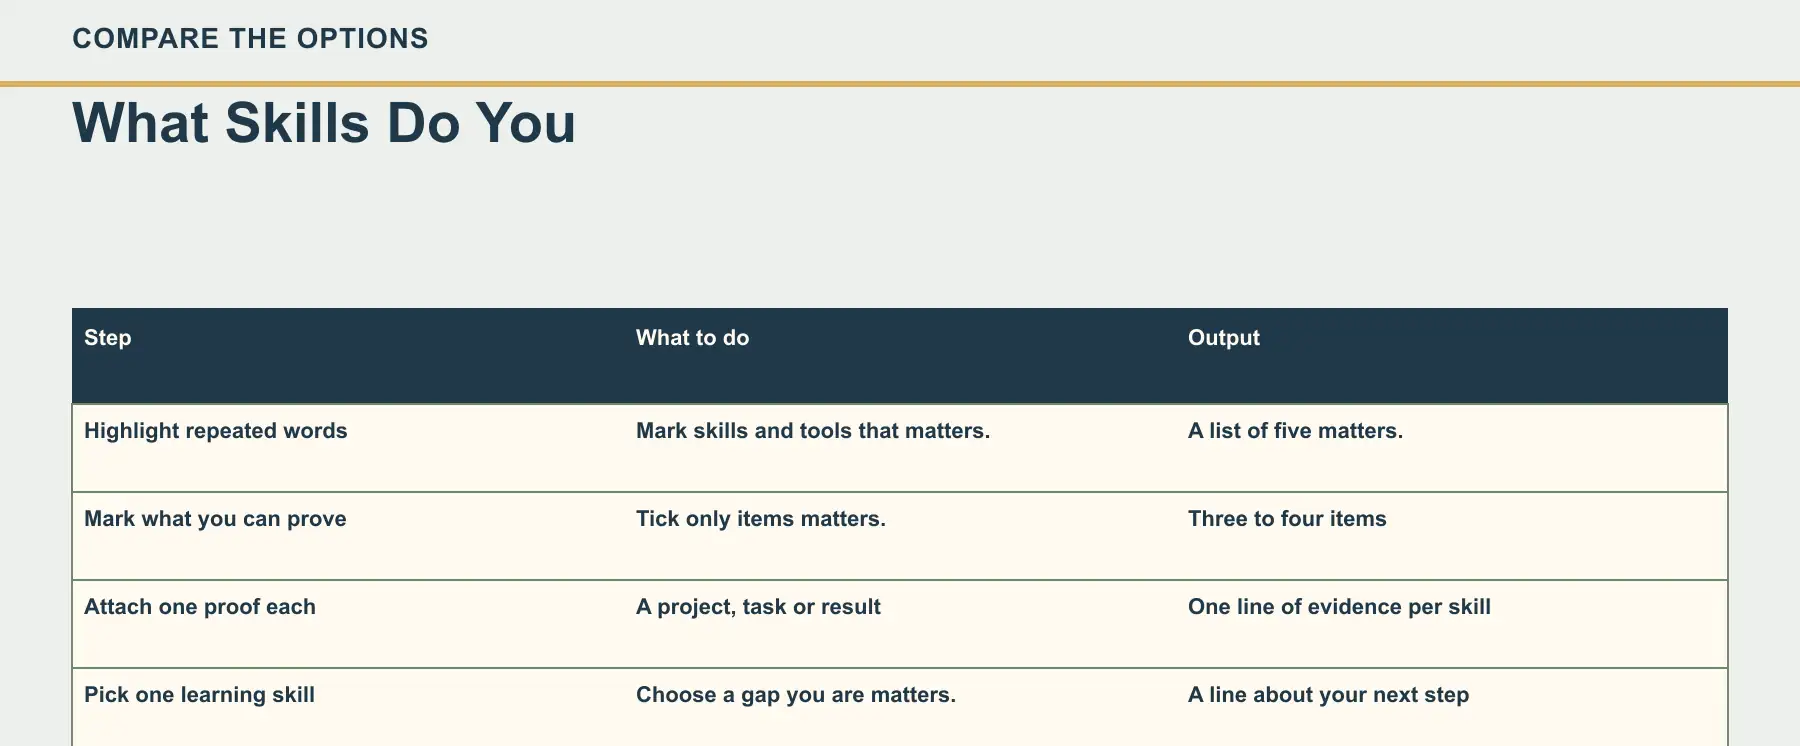 COMPARE THE OPTIONS
What Skills Do You
Step What to do Output
Highlight repeated words Mark skills and tools that matters. A list of five matters.
Mark what you can prove Tick only items matters. Three to four items
Attach one proof each A project, task or result One line of evidence per skill
Pick one learning skill Choose a gap you are matters. A line about your next step